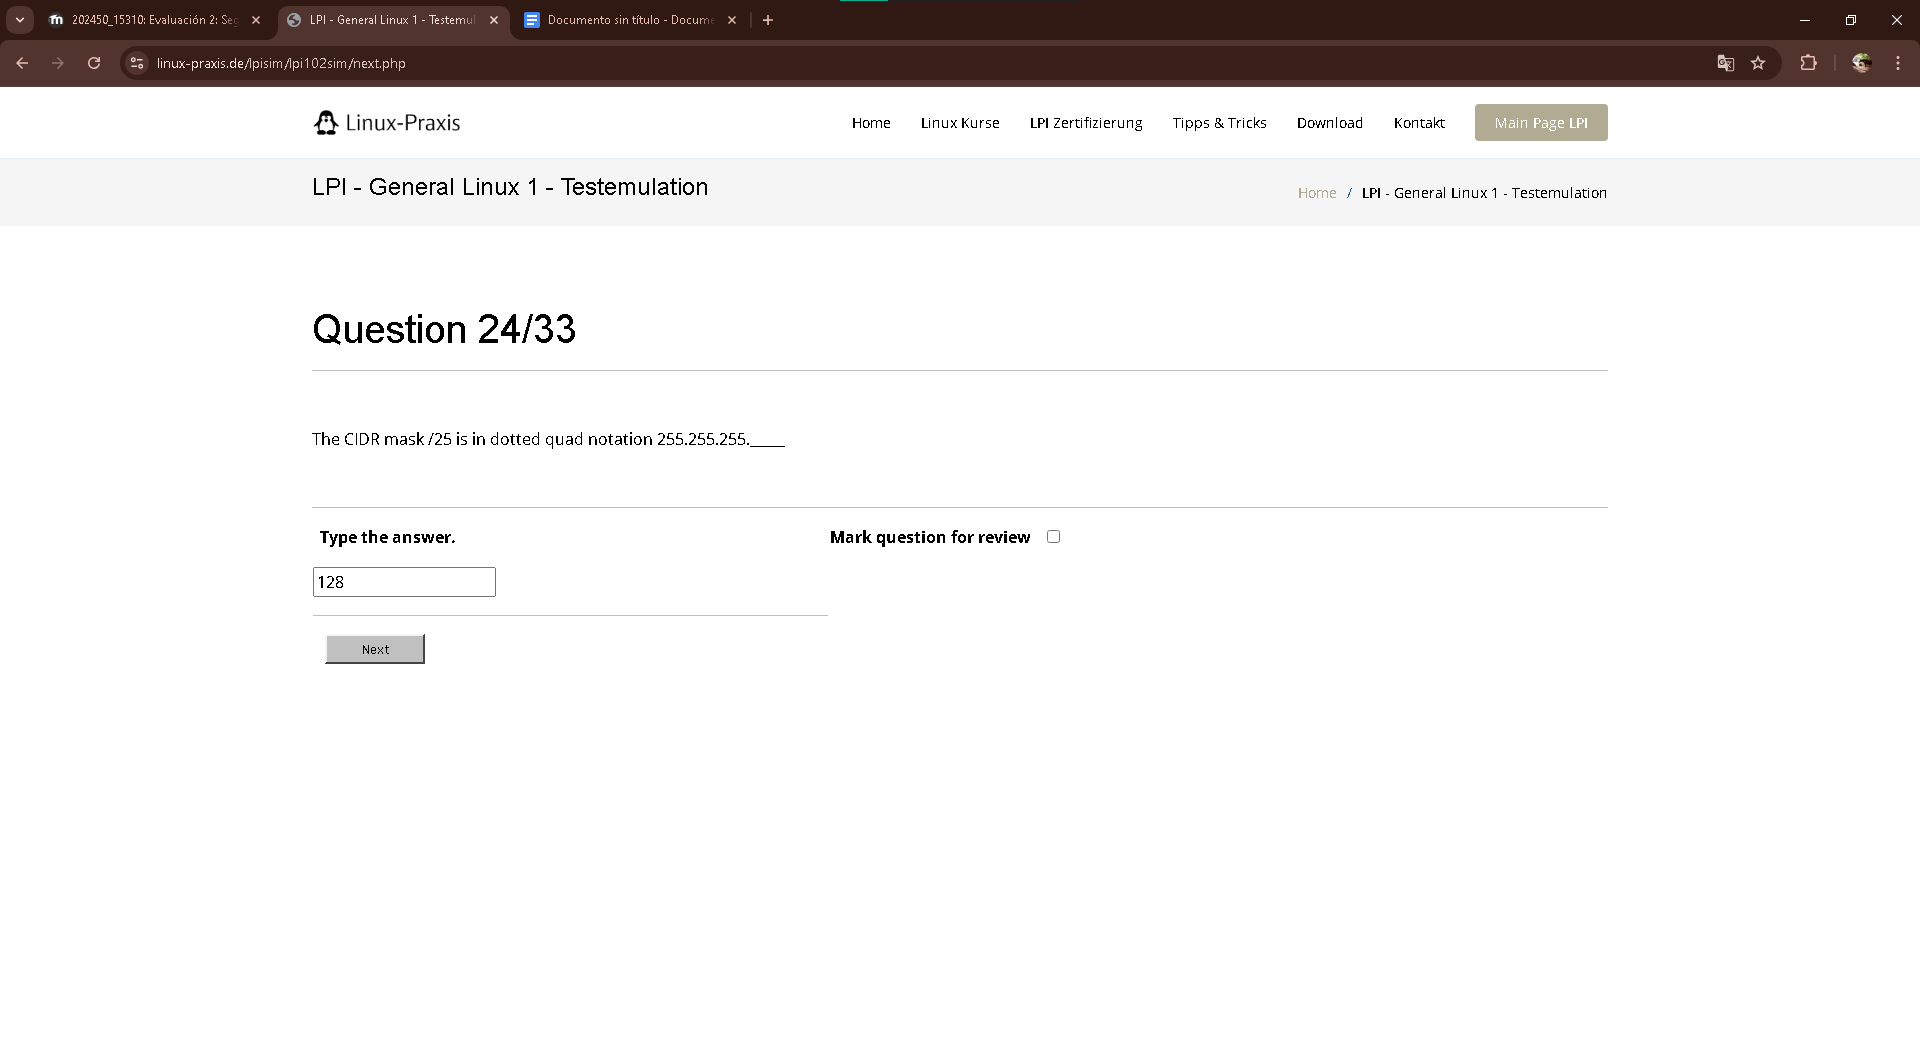 202450_15310: Evaluación 2: Seg
LPI - General Linux 1 - Testemul
Documento sin título - Docume
linux-praxis.de/lpisim/lpi102sim/next.php
Linux-Praxis
Home
Linux Kurse
LPI Zertifizierung
Tipps & Tricks
Download
Kontakt
Main Page LPI
LPI - General Linux 1 - Testemulation
Home / LPI - General Linux 1 - Testemulation
Question 24/33
The CIDR mask /25 is in dotted quad notation 255.255.255._____
Type the answer.
Mark question for review
128
Next